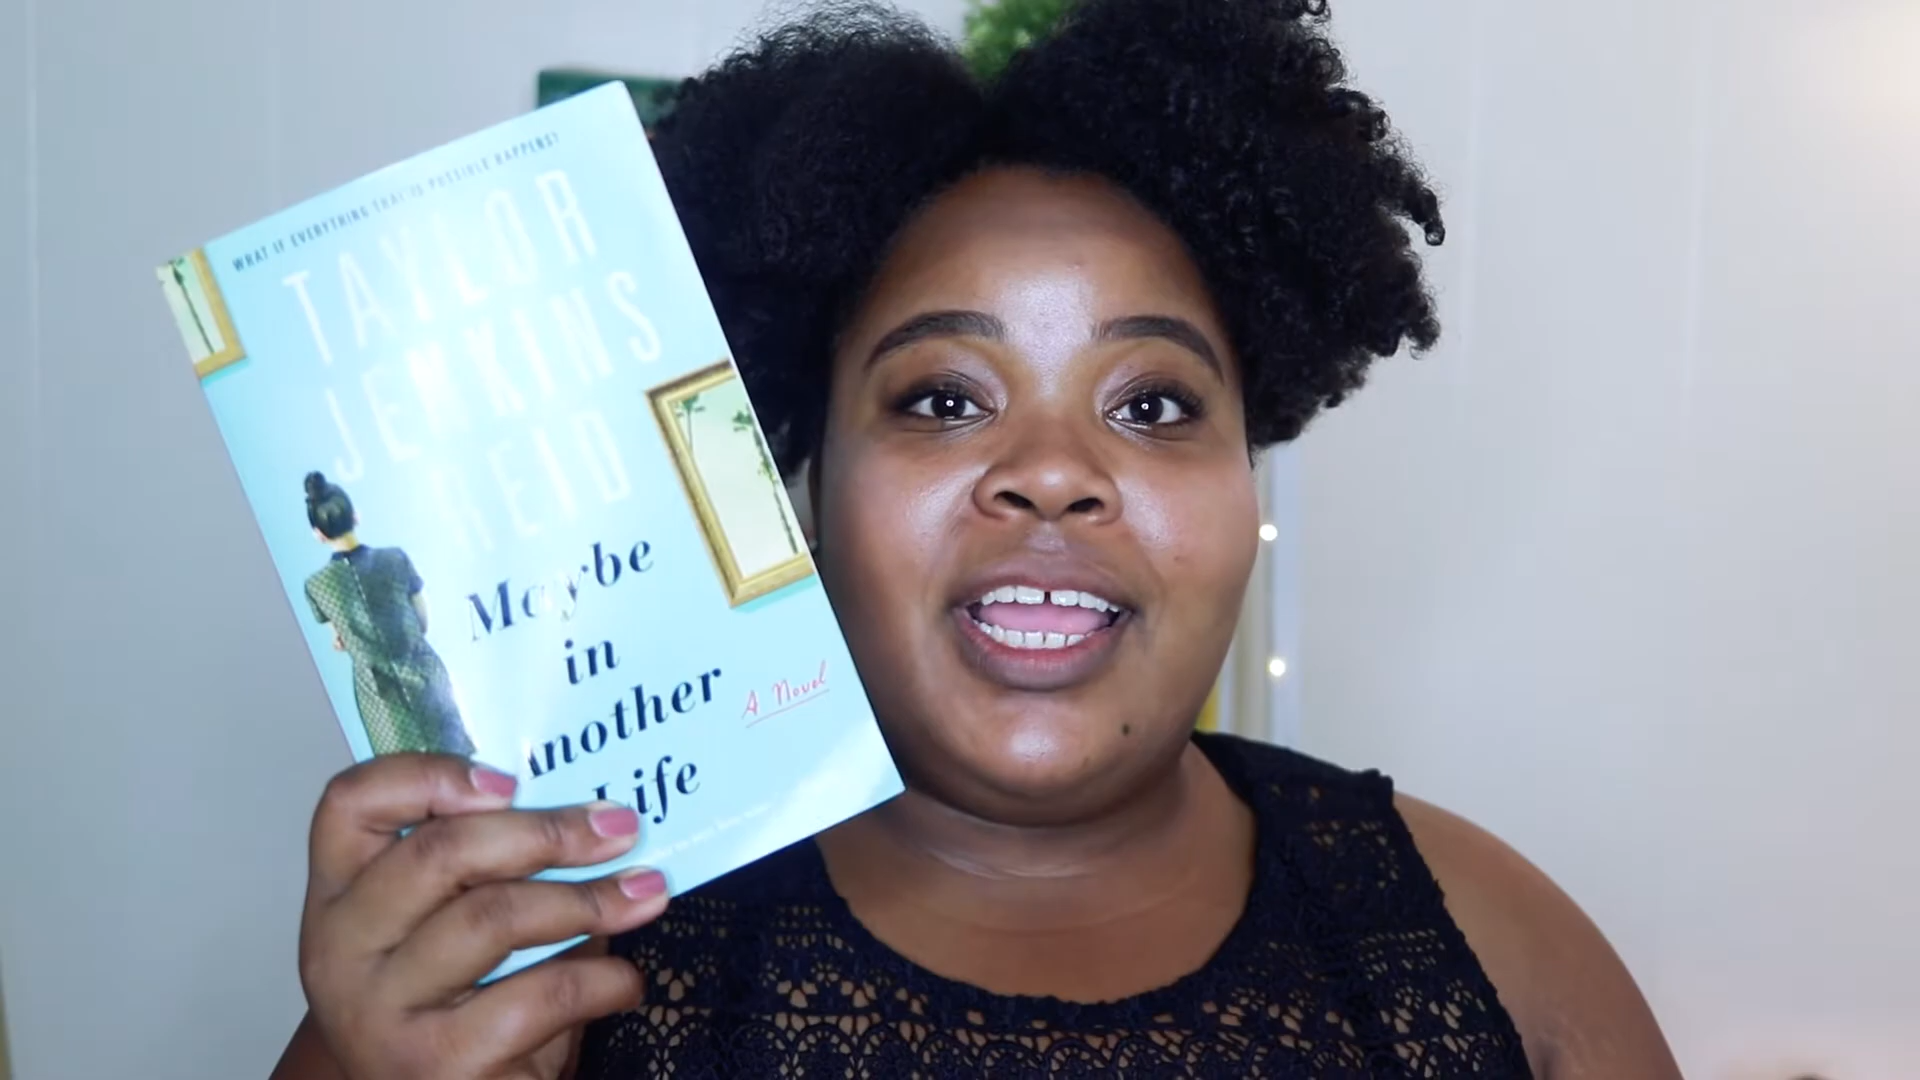 WHAT IF EVERYTHING THAT IS POSSIBLE HAPPENS?
TAYLOR
JENKINS
REID
Maybe
in
Another
Life
A Novel